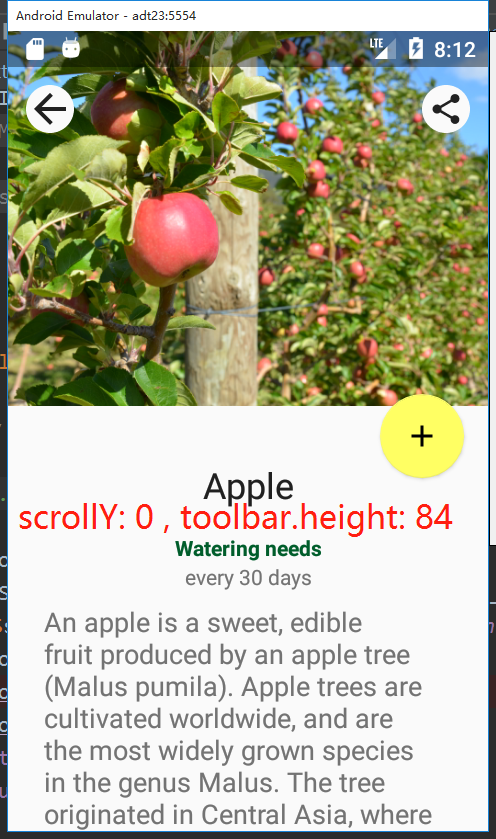 Android Emulator - adt23:5554
LTE 8:12
Apple
scrollY: 0 , toolbar.height: 84
Watering needs
every 30 days
An apple is a sweet, edible
fruit produced by an apple tree
(Malus pumila). Apple trees are
cultivated worldwide, and are
the most widely grown species
in the genus Malus. The tree
originated in Central Asia, where